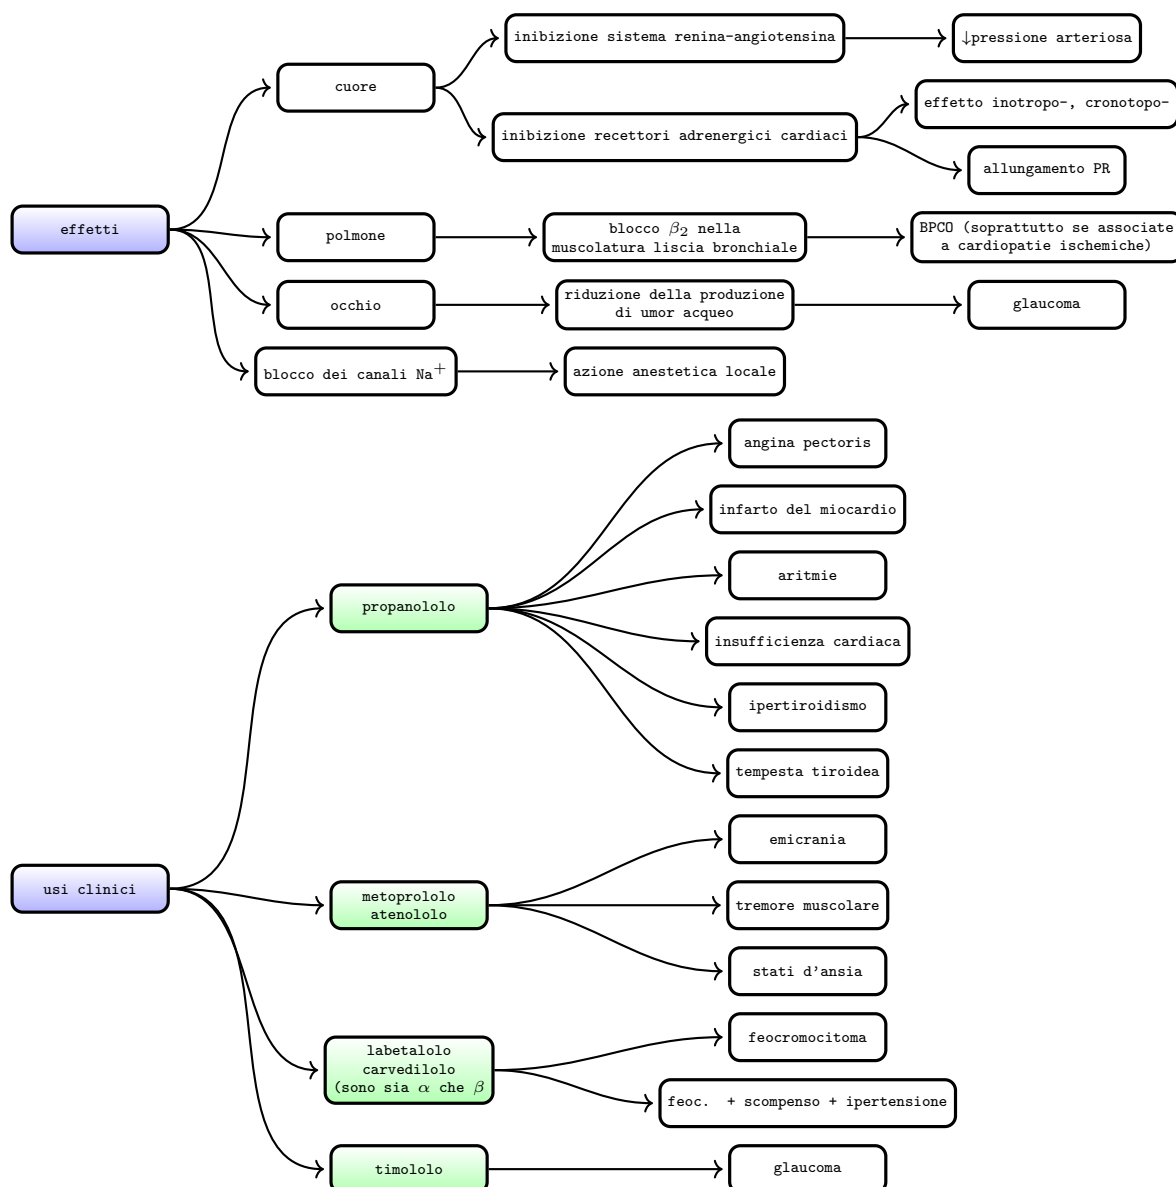 inibizione sistema renina-angiotensina
↓pressione arteriosa
cuore
effetto inotropo-, cronotopo-
inibizione recettori adrenergici cardiaci
allungamento PR
effetti
polmone
blocco β2 nella
muscolatura liscia bronchiale
BPCO (soprattutto se associate
a cardiopatie ischemiche)
occhio
riduzione della produzione
di umor acqueo
glaucoma
blocco dei canali Na+
azione anestetica locale
angina pectoris
infarto del miocardio
aritmie
propanololo
insufficienza cardiaca
ipertiroidismo
tempesta tiroidea
emicrania
usi clinici
metoprololo
atenololo
tremore muscolare
stati d'ansia
feocromocitoma
labetalolo
carvedilolo
(sono sia α che β
feoc. + scompenso + ipertensione
timololo
glaucoma